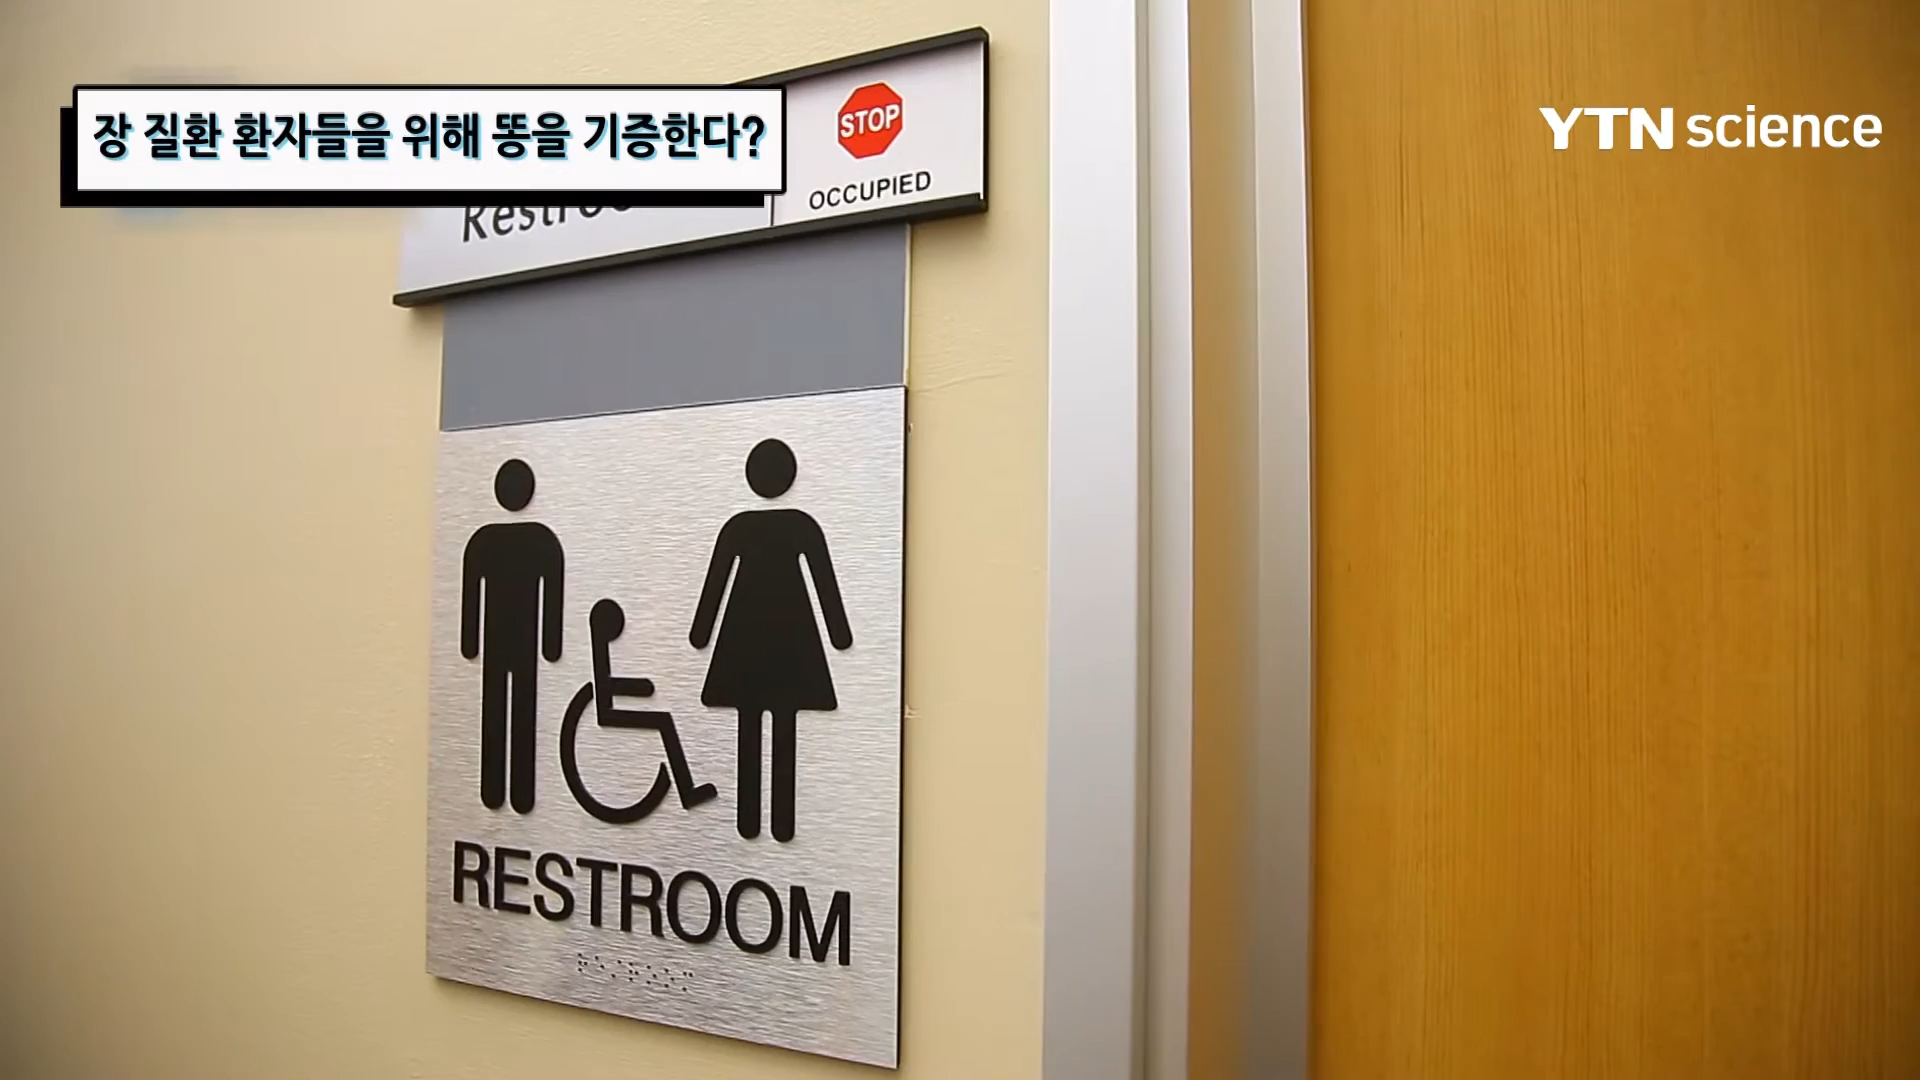 장 질환 환자들을 위해 똥을 기증한다?
YTN science
STOP
OCCUPIED
RESTROOM